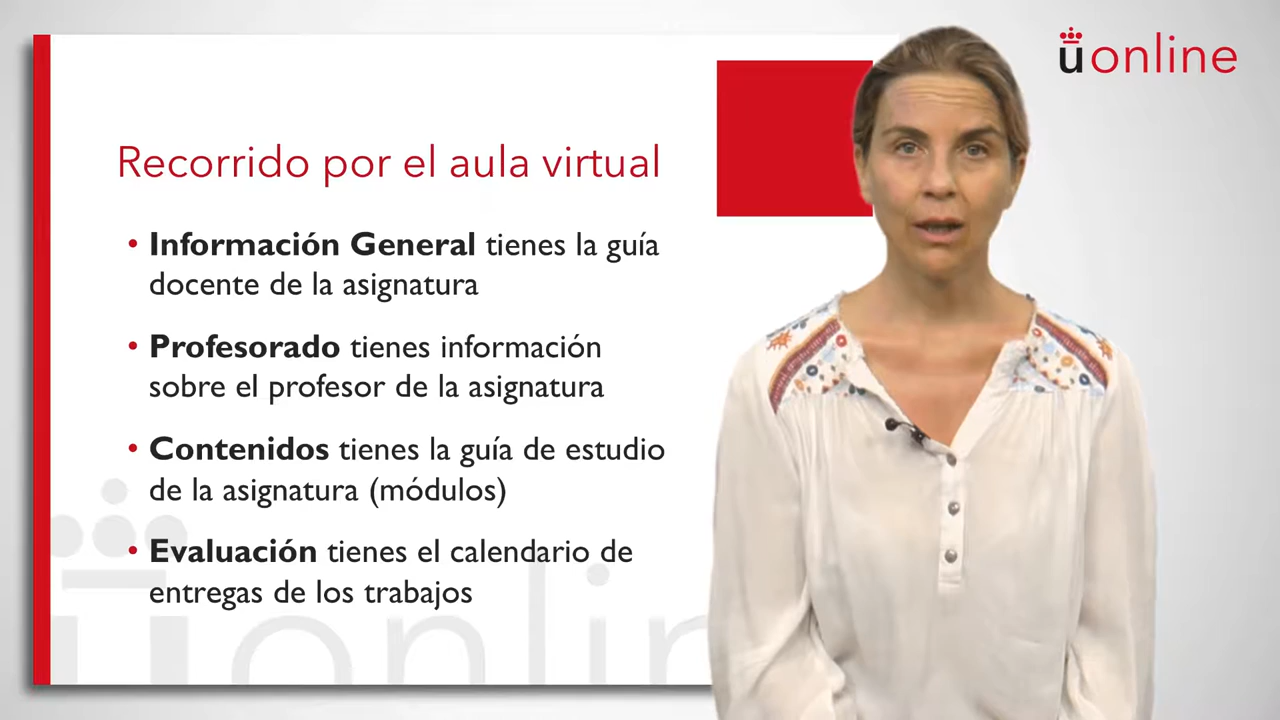 uonline
Recorrido por el aula virtual
• Información General tienes la guía
docente de la asignatura
• Profesorado tienes información
sobre el profesor de la asignatura
• Contenidos tienes la guía de estudio
de la asignatura (módulos)
• Evaluación tienes el calendario de
entregas de los trabajos
uonlin